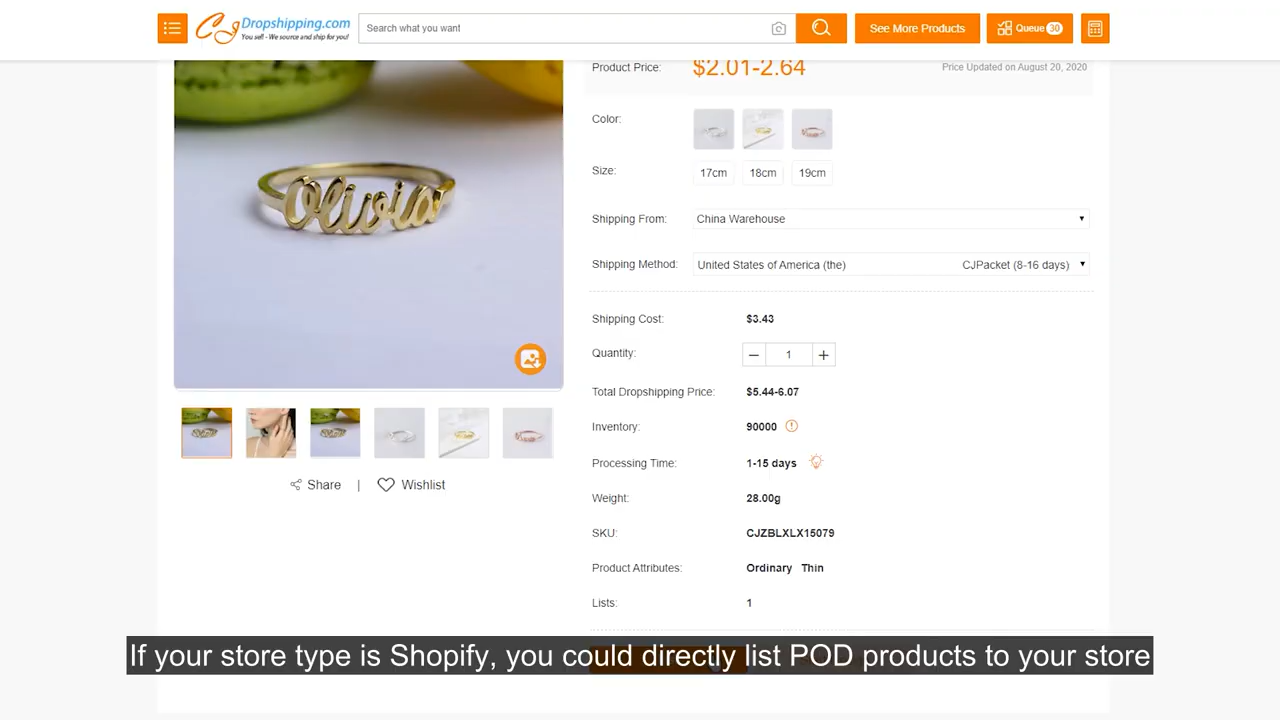 CJ Dropshipping.com
You sell - We source and ship for you!
Search what you want
See More Products
Queue 30
Product Price: $2.01-2.64 Price Updated on August 20, 2020
Color:
Size: 17cm 18cm 19cm
Shipping From: China Warehouse
Shipping Method: United States of America (the) CJPacket (8-16 days)
Shipping Cost: $3.43
Quantity: 1
Total Dropshipping Price: $5.44-6.07
Inventory: 90000
Processing Time: 1-15 days
Weight: 28.00g
SKU: CJZBLXLX15079
Product Attributes: Ordinary Thin
Lists: 1
Olivia
Share | Wishlist
If your store type is Shopify, you could directly list POD products to your store